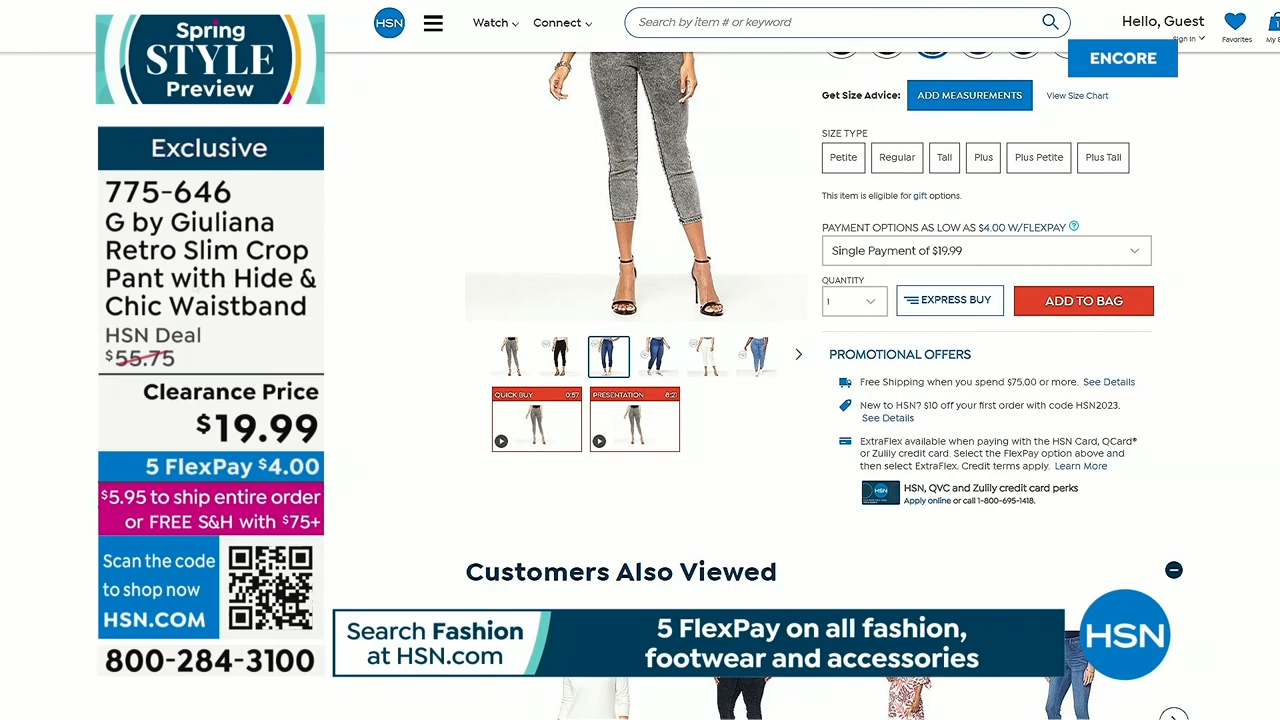 Spring
STYLE
Preview
Exclusive
775-646
G by Giuliana
Retro Slim Crop
Pant with Hide &
Chic Waistband
HSN Deal
$55.75
Clearance Price
$19.99
5 FlexPay $4.00
$5.95 to ship entire order
or FREE S&H with $75+
Scan the code
to shop now
HSN.COM
800-284-3100
HSN
Watch
Connect
Search by item # or keyword
Hello, Guest
Sign In
Favorites
ENCORE
Get Size Advice:
ADD MEASUREMENTS
View Size Chart
SIZE TYPE
Petite
Regular
Tall
Plus
Plus Petite
Plus Tall
This item is eligible for gift options.
PAYMENT OPTIONS AS LOW AS $4.00 W/FLEXPAY
Single Payment of $19.99
QUANTITY
1
EXPRESS BUY
ADD TO BAG
QUICK BUY 0:57
PRESENTATION
PROMOTIONAL OFFERS
Free Shipping when you spend $75.00 or more. See Details
New to HSN? $10 off your first order with code HSN2023.
See Details
ExtraFlex available when paying with the HSN Card, QCard®
or Zulily credit card. Select the FlexPay option above and
then select ExtraFlex. Credit terms apply. Learn More
HSN
HSN, QVC and Zulily credit card perks
Apply online or call 1-800-695-1418.
Customers Also Viewed
Search Fashion
at HSN.com
5 FlexPay on all fashion,
footwear and accessories
HSN